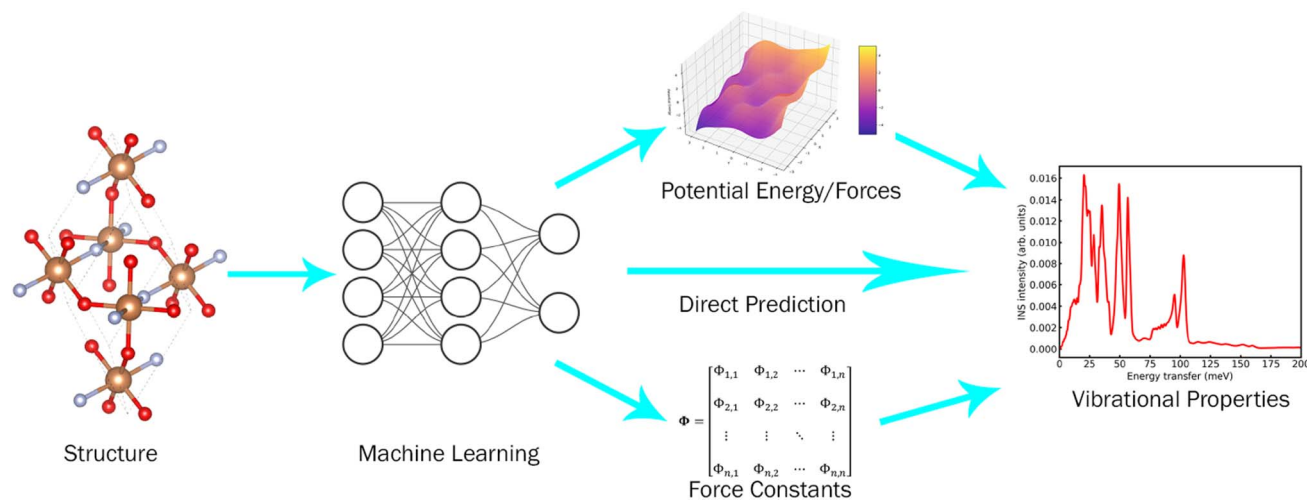 Potential Energy/Forces
Direct Prediction
Φ =
Φ1,1 Φ1,2 ⋯ Φ1,n
Φ2,1 Φ2,2 ⋯ Φ2,n
⋮ ⋮ ⋱ ⋮
Φn,1 Φn,2 ⋯ Φn,n
Force Constants
Structure
Machine Learning
INS intensity (arb. units)
0.016
0.014
0.012
0.010
0.008
0.006
0.004
0.002
0.000
0 25 50 75 100 125 150 175 200
Energy transfer (meV)
Vibrational Properties